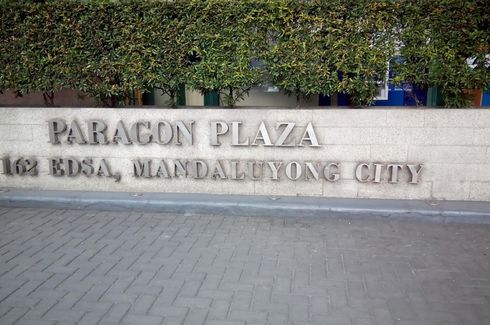 PARAGON PLAZA
162 EDSA, MANDALUYONG CITY